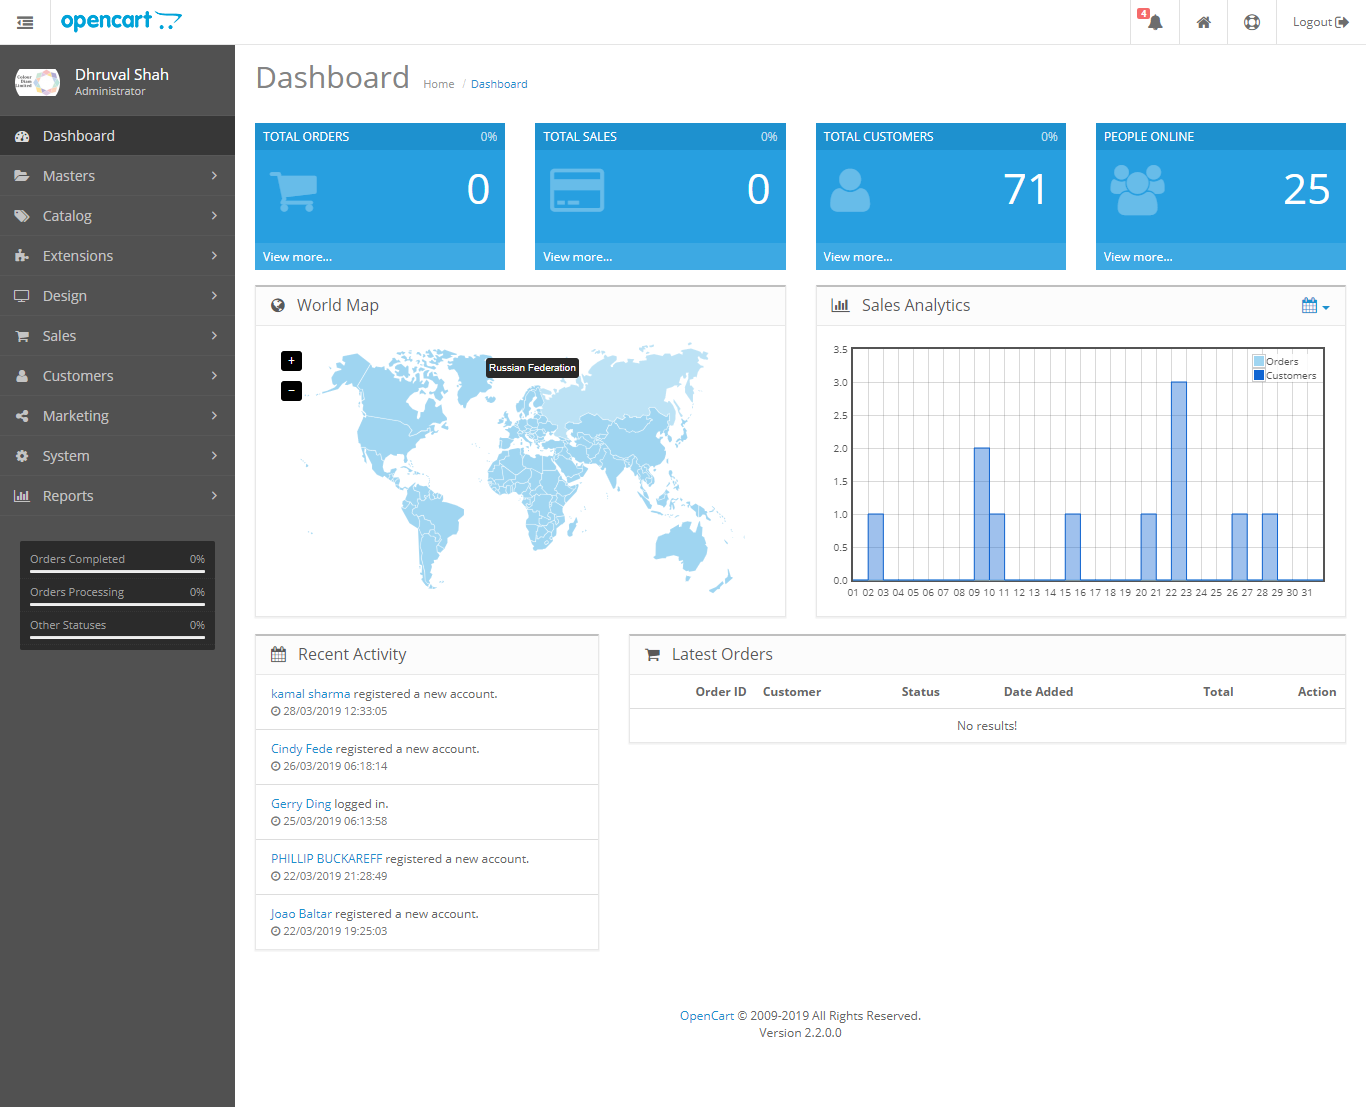 opencart
4
Logout
Dhruval Shah
Administrator
Dashboard
Masters
Catalog
Extensions
Design
Sales
Customers
Marketing
System
Reports
Orders Completed 0%
Orders Processing 0%
Other Statuses 0%
Dashboard Home / Dashboard
TOTAL ORDERS 0%
0
View more...
TOTAL SALES 0%
0
View more...
TOTAL CUSTOMERS 0%
71
View more...
PEOPLE ONLINE
25
View more...
World Map
+
−
Russian Federation
Sales Analytics
3.5
3.0
2.5
2.0
1.5
1.0
0.5
0.0
Orders
Customers
01 02 03 04 05 06 07 08 09 10 11 12 13 14 15 16 17 18 19 20 21 22 23 24 25 26 27 28 29 30 31
Recent Activity
kamal sharma registered a new account.
28/03/2019 12:33:05
Cindy Fede registered a new account.
26/03/2019 06:18:14
Gerry Ding logged in.
25/03/2019 06:13:58
PHILLIP BUCKAREFF registered a new account.
22/03/2019 21:28:49
Joao Baltar registered a new account.
22/03/2019 19:25:03
Latest Orders
Order ID Customer Status Date Added Total Action
No results!
OpenCart © 2009-2019 All Rights Reserved.
Version 2.2.0.0